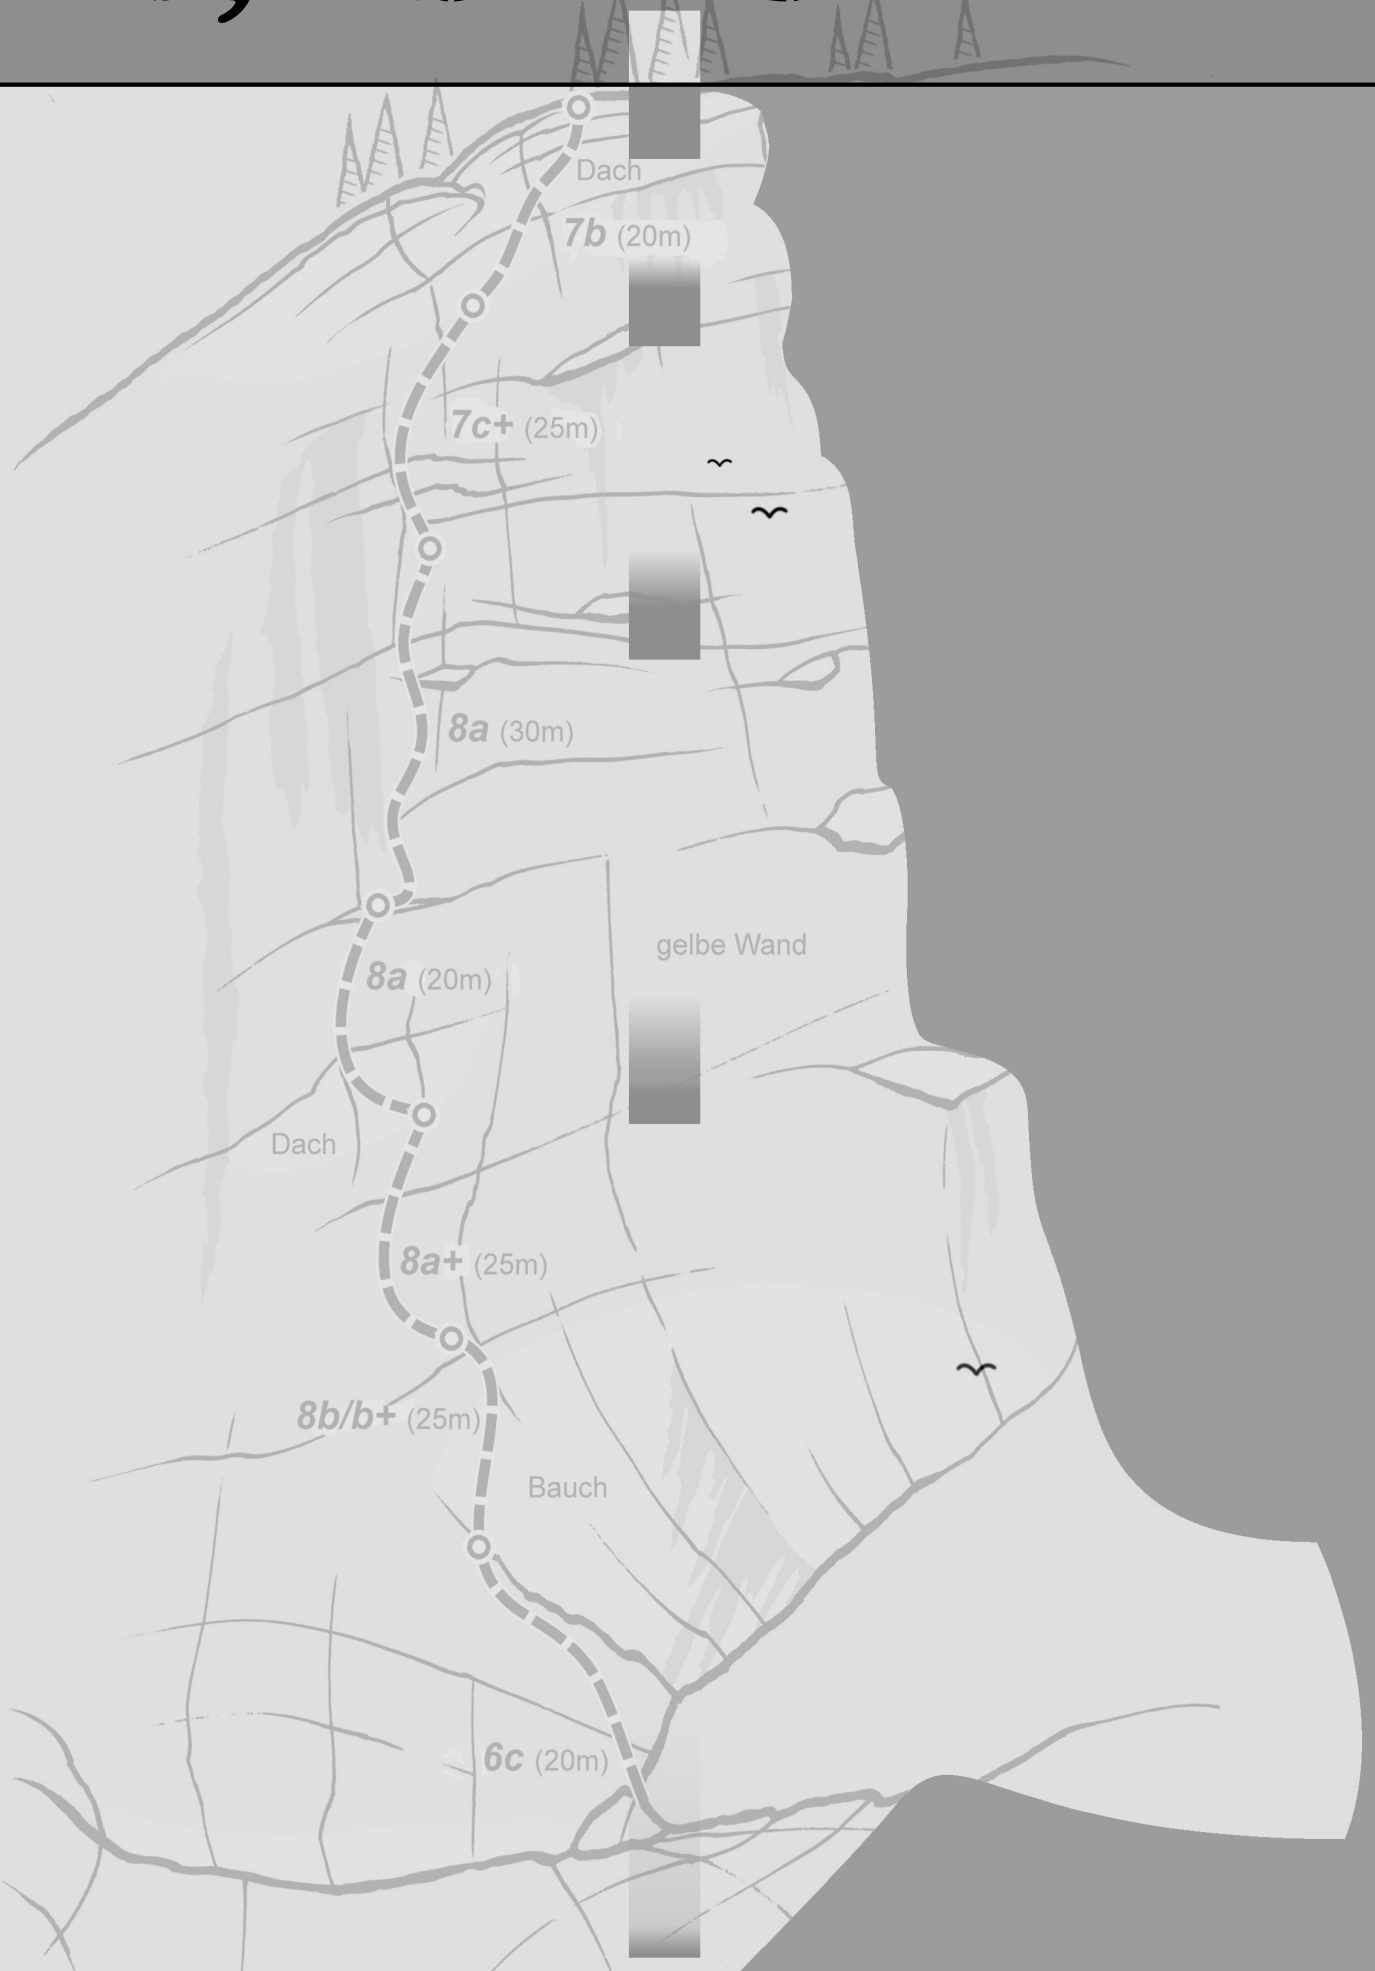 Dach
7b (20m)
7c+ (25m)
8a (30m)
gelbe Wand
8a (20m)
Dach
8a+ (25m)
8b/b+ (25m)
Bauch
6c (20m)